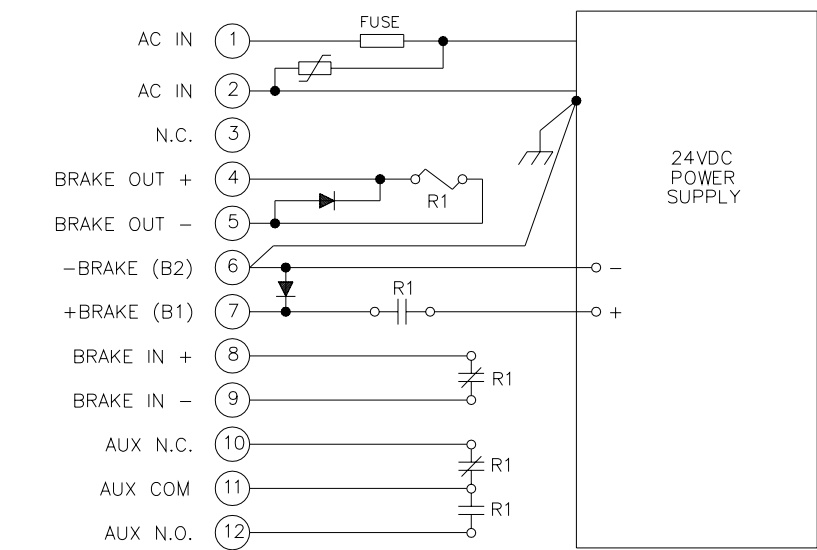 FUSE
AC IN 1
AC IN 2
N.C. 3
24VDC
POWER
SUPPLY
BRAKE OUT + 4
R1
BRAKE OUT - 5
-BRAKE (B2) 6 -
R1
+BRAKE (B1) 7 +
BRAKE IN + 8
R1
BRAKE IN - 9
AUX N.C. 10
R1
AUX COM 11
R1
AUX N.O. 12